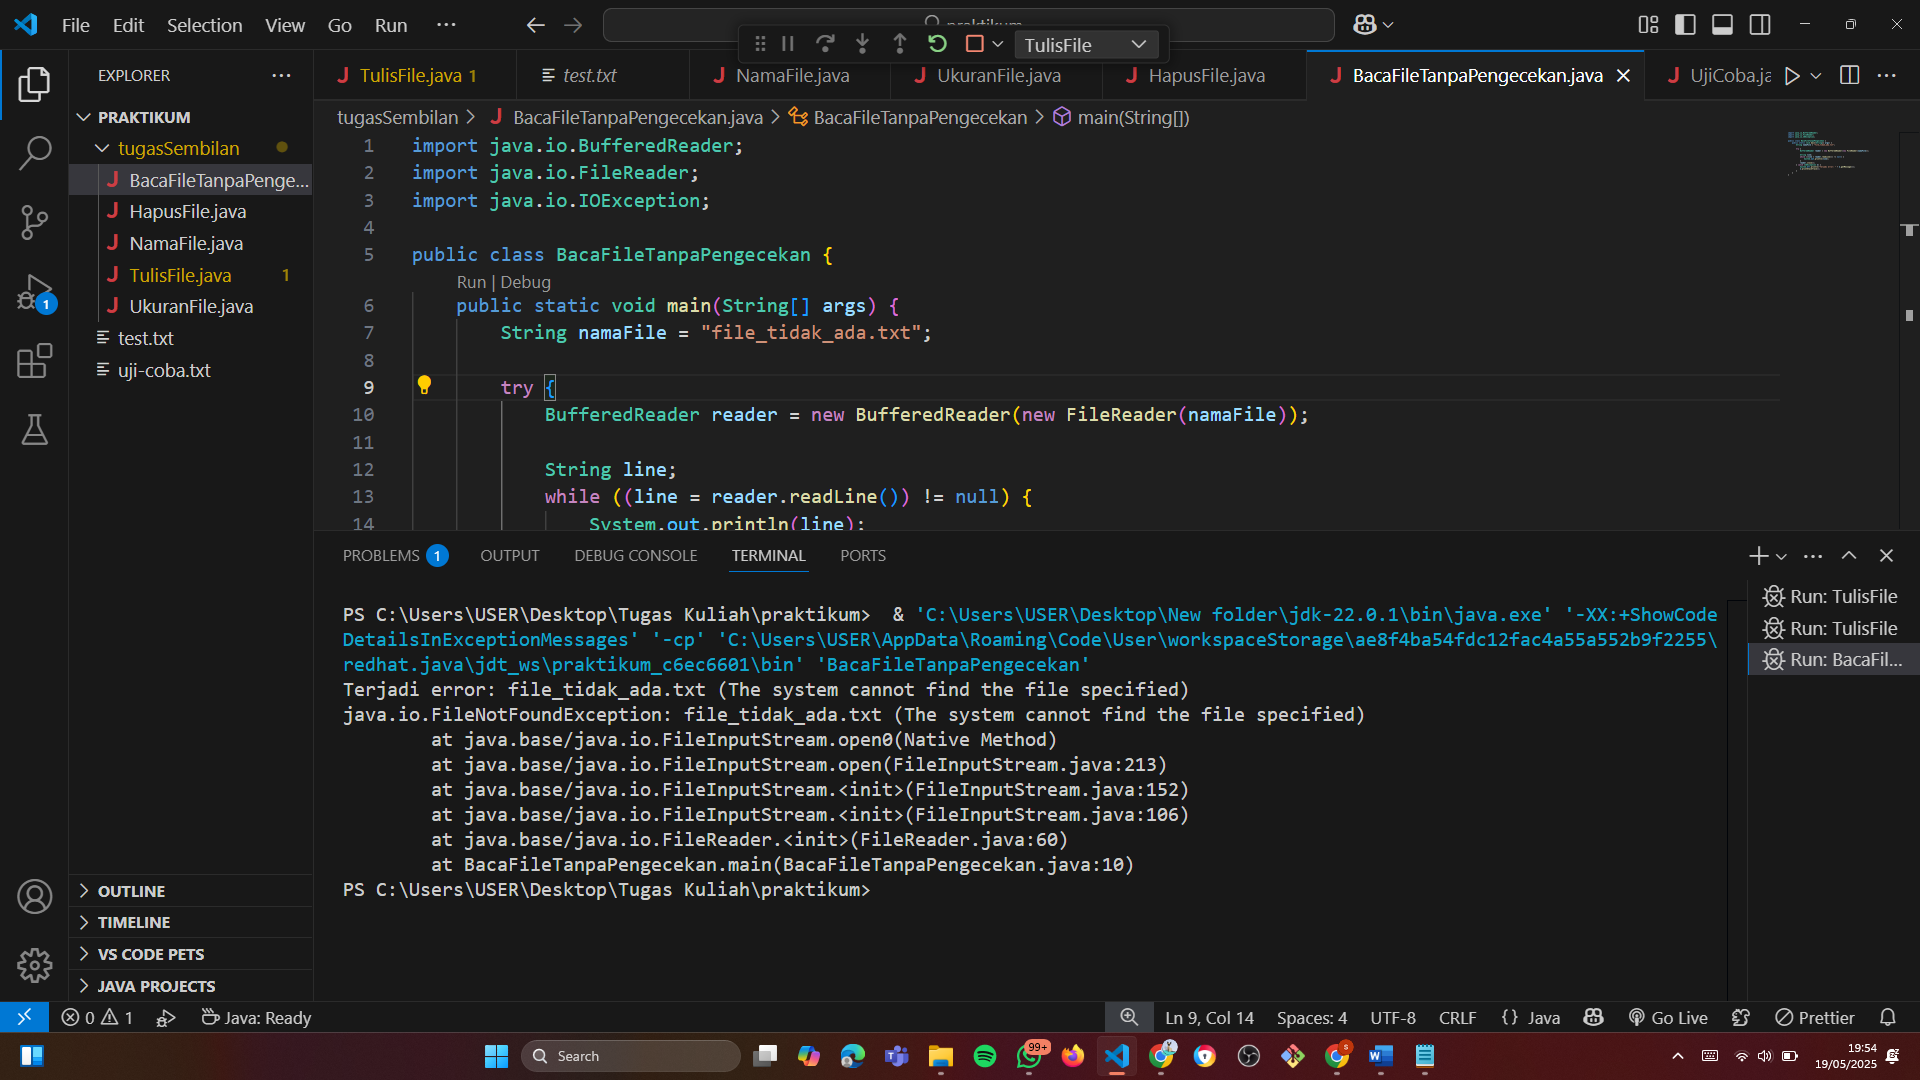 File Edit Selection View Go Run ···
praktikum
TulisFile
EXPLORER
TulisFile.java 1
test.txt
NamaFile.java
UkuranFile.java
HapusFile.java
BacaFileTanpaPengecekan.java
UjiCoba.ja
PRAKTIKUM
tugasSembilan
BacaFileTanpaPenge...
HapusFile.java
NamaFile.java
TulisFile.java 1
UkuranFile.java
test.txt
uji-coba.txt
tugasSembilan > BacaFileTanpaPengecekan.java > BacaFileTanpaPengecekan > main(String[])
1 import java.io.BufferedReader;
2 import java.io.FileReader;
3 import java.io.IOException;
4
5 public class BacaFileTanpaPengecekan {
Run | Debug
6 public static void main(String[] args) {
7 String namaFile = "file_tidak_ada.txt";
8
9 try {
10 BufferedReader reader = new BufferedReader(new FileReader(namaFile));
11
12 String line;
13 while ((line = reader.readLine()) != null) {
14 System.out.println(line);
PROBLEMS 1 OUTPUT DEBUG CONSOLE TERMINAL PORTS
PS C:\Users\USER\Desktop\Tugas Kuliah\praktikum>  & 'C:\Users\USER\Desktop\New folder\jdk-22.0.1\bin\java.exe' '-XX:+ShowCode
DetailsInExceptionMessages' '-cp' 'C:\Users\USER\AppData\Roaming\Code\User\workspaceStorage\ae8f4ba54fdc12fac4a55a552b9f2255\
redhat.java\jdt_ws\praktikum_c6ec6601\bin' 'BacaFileTanpaPengecekan'
Terjadi error: file_tidak_ada.txt (The system cannot find the file specified)
java.io.FileNotFoundException: file_tidak_ada.txt (The system cannot find the file specified)
at java.base/java.io.FileInputStream.open0(Native Method)
at java.base/java.io.FileInputStream.open(FileInputStream.java:213)
at java.base/java.io.FileInputStream.<init>(FileInputStream.java:152)
at java.base/java.io.FileInputStream.<init>(FileInputStream.java:106)
at java.base/java.io.FileReader.<init>(FileReader.java:60)
at BacaFileTanpaPengecekan.main(BacaFileTanpaPengecekan.java:10)
PS C:\Users\USER\Desktop\Tugas Kuliah\praktikum>
Run: TulisFile
Run: TulisFile
Run: BacaFil...
1
OUTLINE
TIMELINE
VS CODE PETS
JAVA PROJECTS
0 1 Java: Ready
Ln 9, Col 14 Spaces: 4 UTF-8 CRLF {} Java Go Live Prettier
Search
99+
19:54
19/05/2025